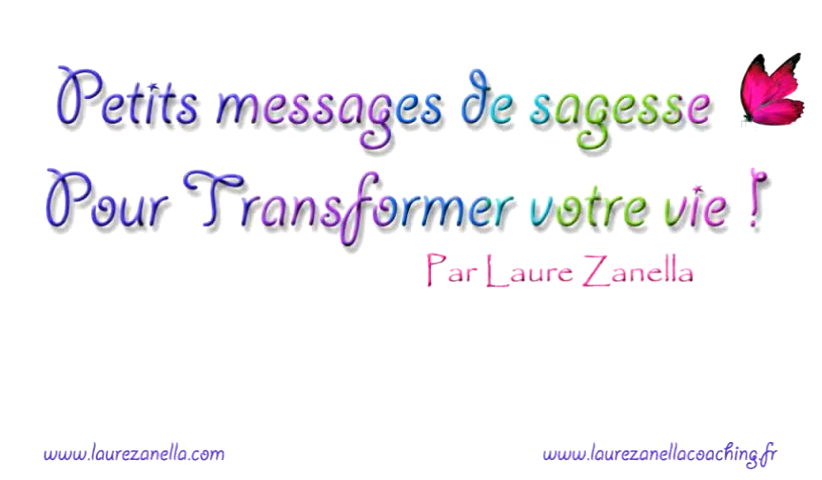 Petits messages de sagesse
Pour Transformer votre vie !
Par Laure Zanella
www.laurezanella.com
www.laurezanellacoaching.fr